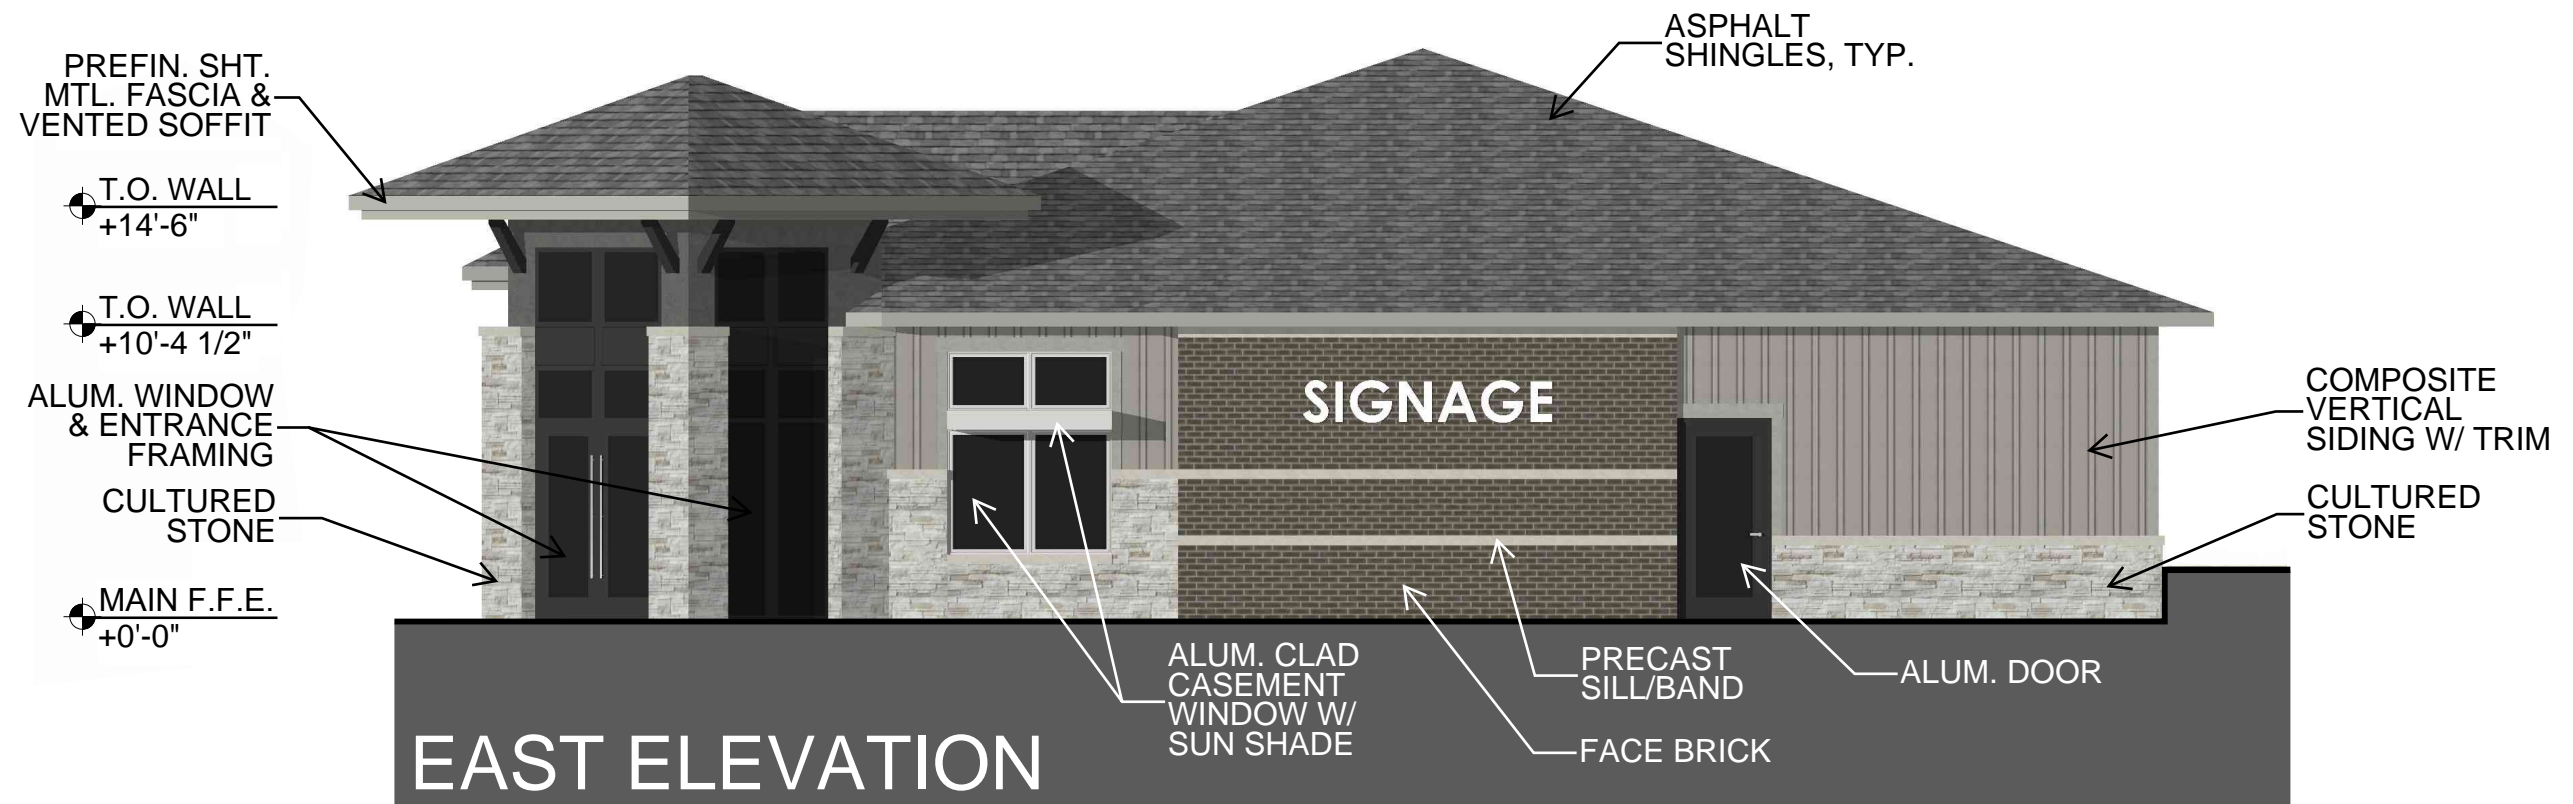 PREFIN. SHT.
MTL. FASCIA &
VENTED SOFFIT
T.O. WALL
+14'-6"
T.O. WALL
+10'-4 1/2"
ALUM. WINDOW
& ENTRANCE
FRAMING
CULTURED
STONE
MAIN F.F.E.
+0'-0"
ASPHALT
SHINGLES, TYP.
SIGNAGE
COMPOSITE
VERTICAL
SIDING W/ TRIM
CULTURED
STONE
ALUM. CLAD
CASEMENT
WINDOW W/
SUN SHADE
PRECAST
SILL/BAND
FACE BRICK
ALUM. DOOR
EAST ELEVATION